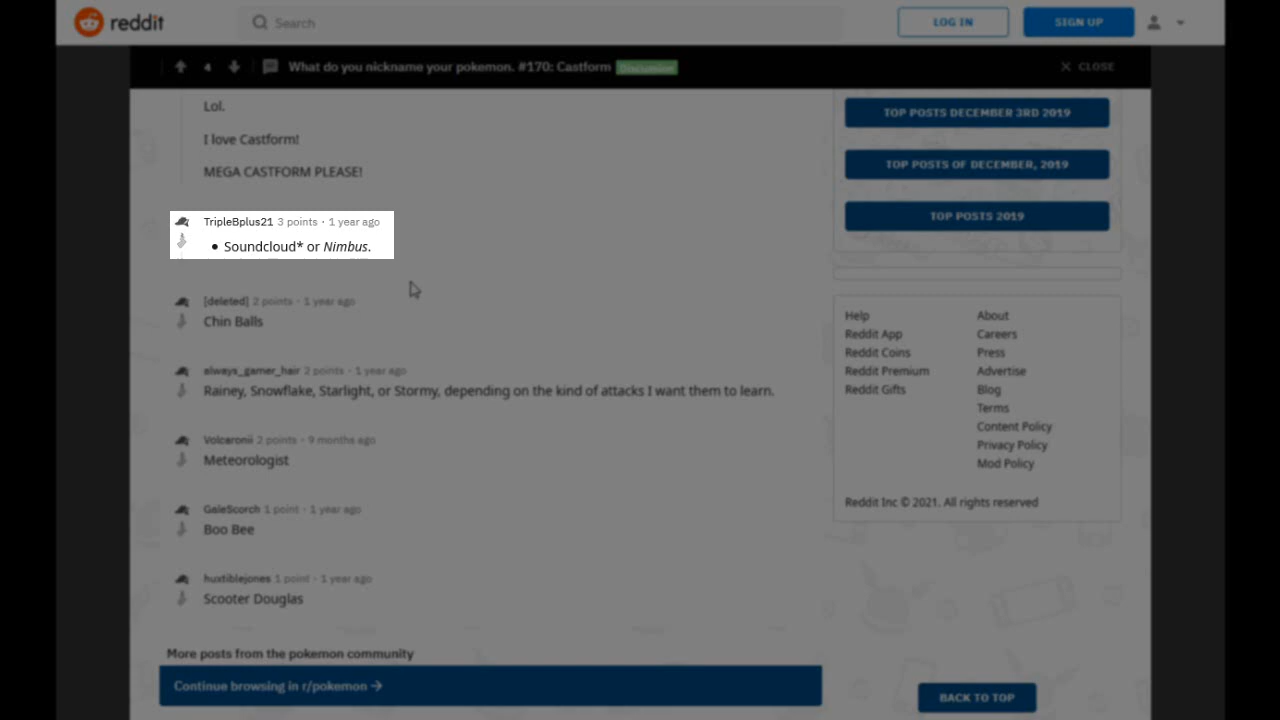 reddit
Search
LOG IN
SIGN UP
4
What do you nickname your pokemon. #170: Castform Discussion
CLOSE
Lol.
I love Castform!
MEGA CASTFORM PLEASE!
TripleBplus21 3 points · 1 year ago
• Soundcloud* or Nimbus.
[deleted] 2 points · 1 year ago
Chin Balls
always_gamer_hair 2 points · 1 year ago
Rainey, Snowflake, Starlight, or Stormy, depending on the kind of attacks I want them to learn.
Volcaronii 2 points · 9 months ago
Meteorologist
GaleScorch 1 point · 1 year ago
Boo Bee
huxtiblejones 1 point · 1 year ago
Scooter Douglas
More posts from the pokemon community
Continue browsing in r/pokemon →
TOP POSTS DECEMBER 3RD 2019
TOP POSTS OF DECEMBER, 2019
TOP POSTS 2019
Help
Reddit App
Reddit Coins
Reddit Premium
Reddit Gifts
About
Careers
Press
Advertise
Blog
Terms
Content Policy
Privacy Policy
Mod Policy
Reddit Inc © 2021. All rights reserved
BACK TO TOP